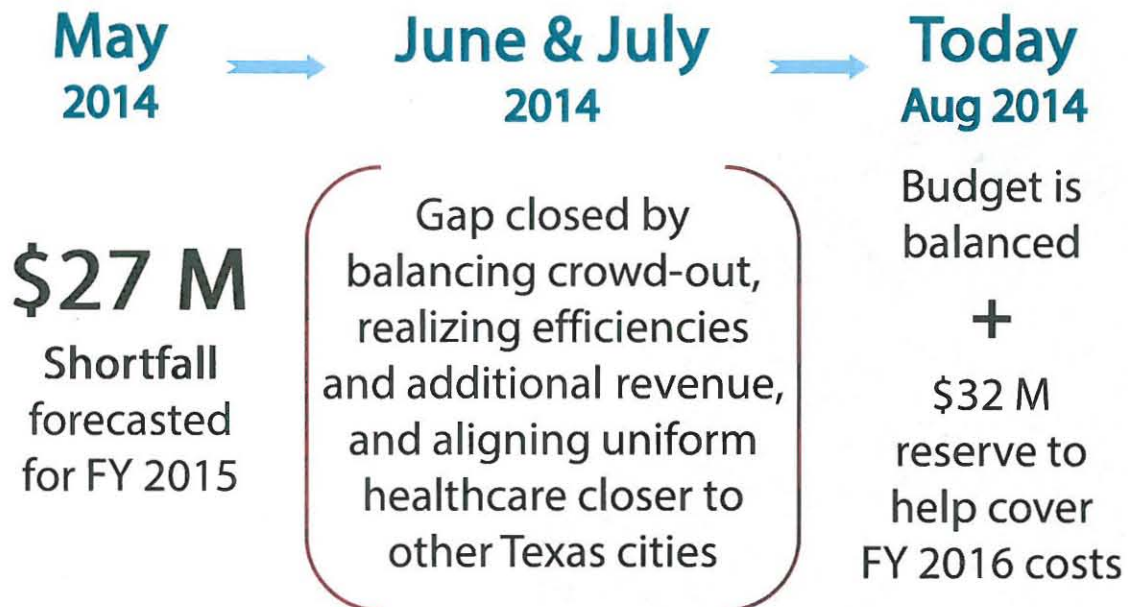 May
2014
$27 M
Shortfall
forecasted
for FY 2015
June & July
2014
Gap closed by
balancing crowd-out,
realizing efficiencies
and additional revenue,
and aligning uniform
healthcare closer to
other Texas cities
Today
Aug 2014
Budget is
balanced
+
$32 M
reserve to
help cover
FY 2016 costs